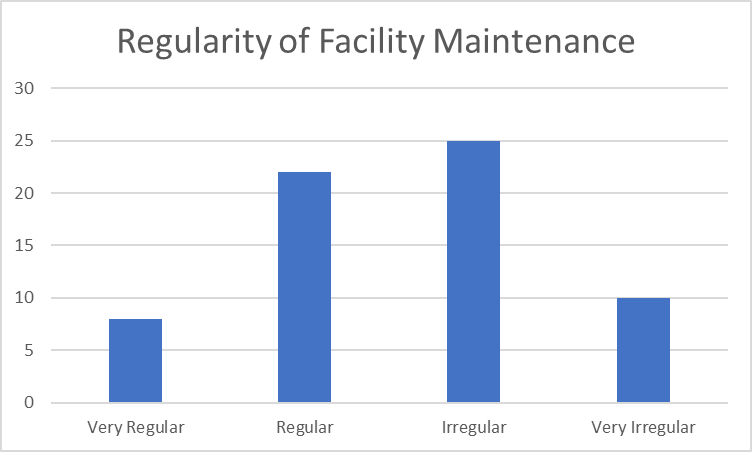 Regularity of Facility Maintenance
30
25
20
15
10
5
0
Very Regular
Regular
Irregular
Very Irregular